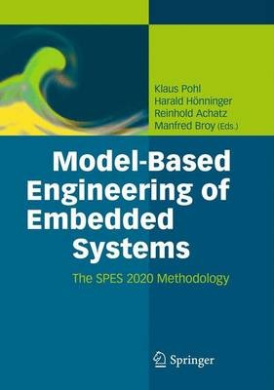 Klaus Pohl
Harald Hönninger
Reinhold Achatz
Manfred Broy (Eds.)
Model-Based
Engineering of
Embedded
Systems
The SPES 2020 Methodology
Springer